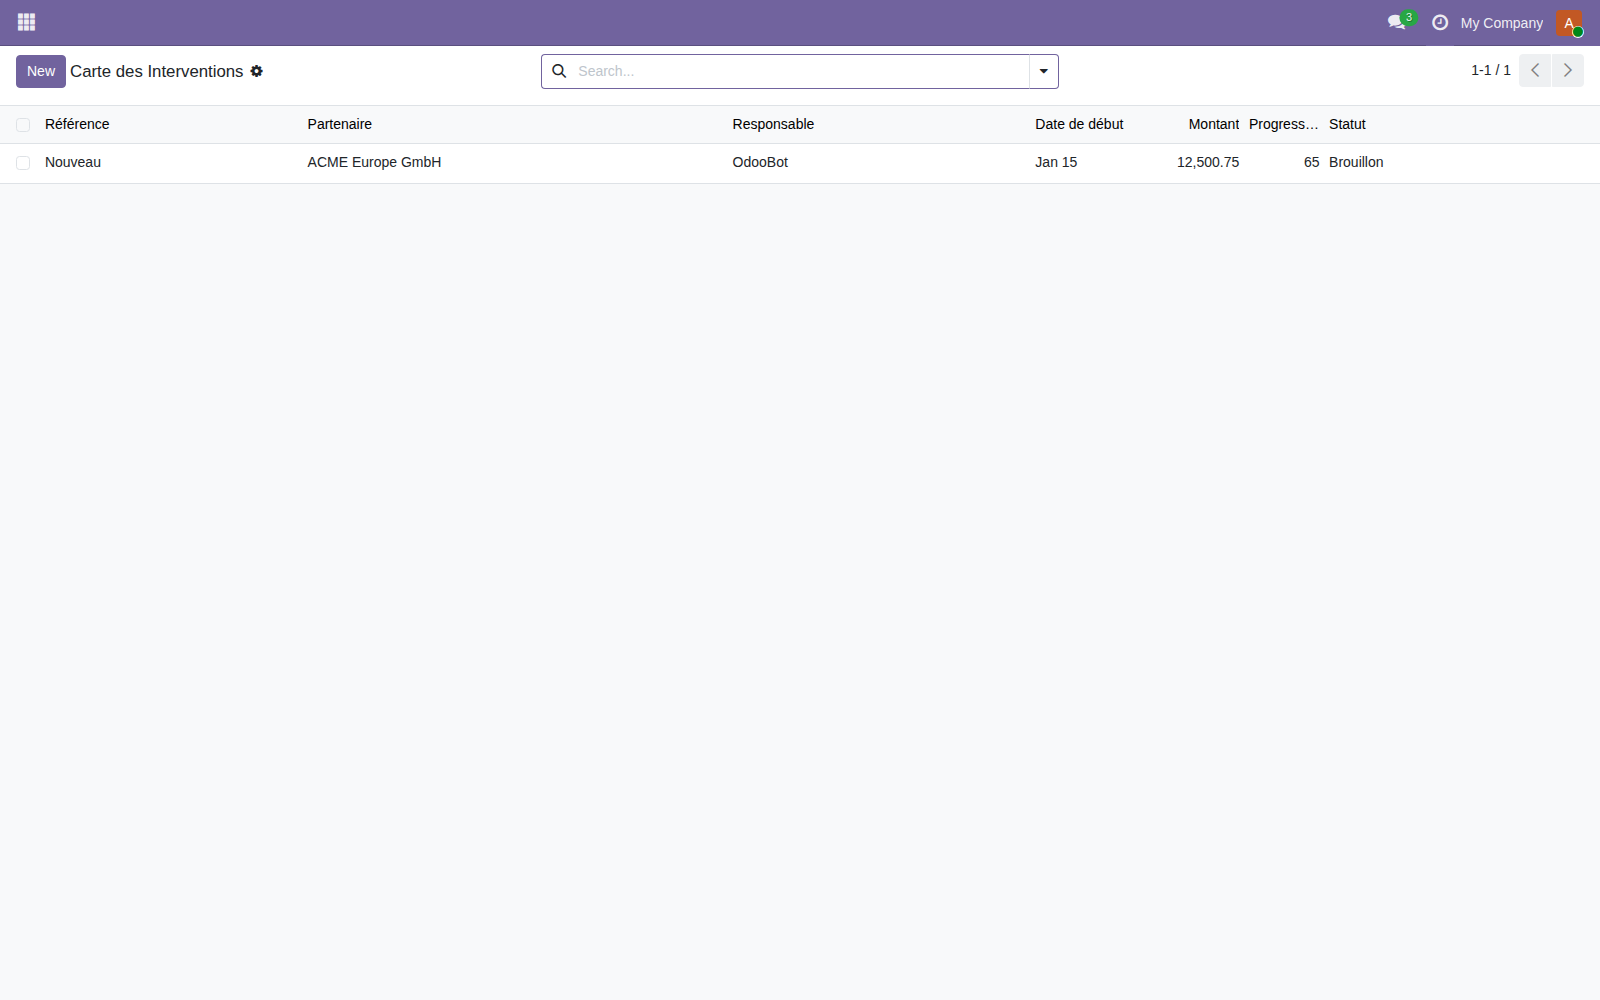 3
My Company
A
New
Carte des Interventions
Search...
1-1 / 1
Référence Partenaire Responsable Date de début Montant Progress… Statut
Nouveau ACME Europe GmbH OdooBot Jan 15 12,500.75 65 Brouillon